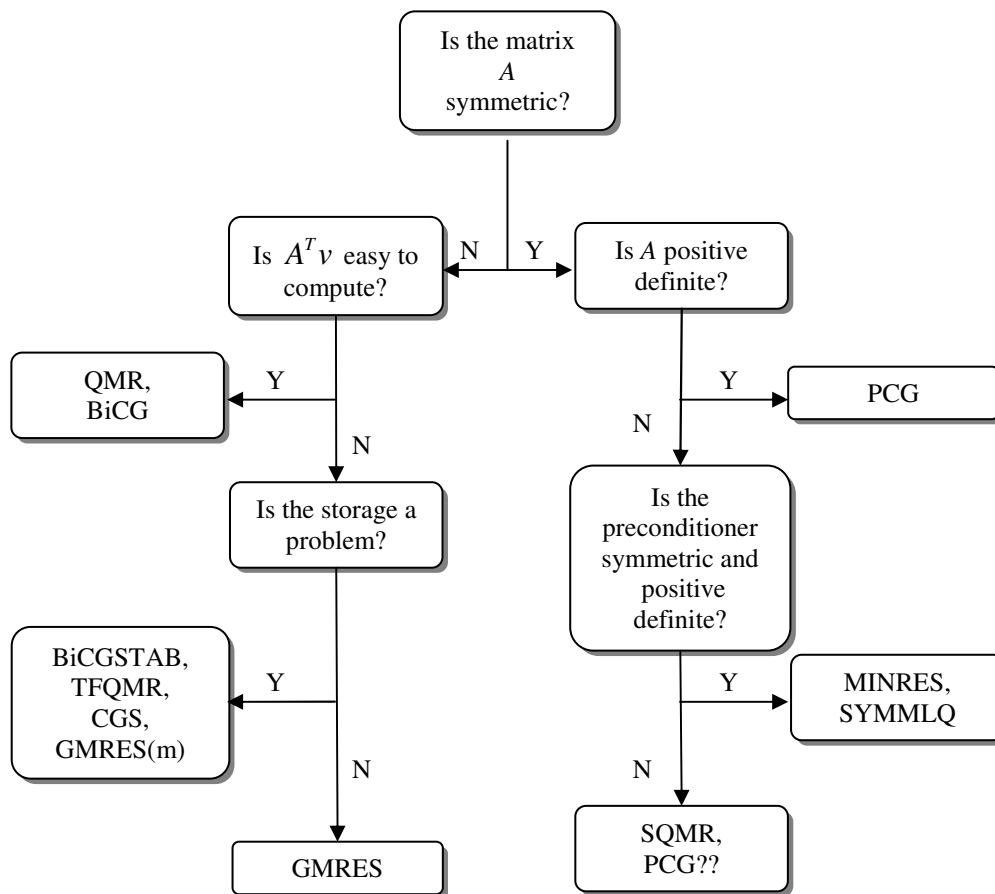 Is the matrix
A
symmetric?
Is A^T v easy to
compute?
N
Y
Is A positive
definite?
QMR,
BiCG
Y
N
Y
PCG
N
Is the storage a
problem?
Is the
preconditioner
symmetric and
positive
definite?
BiCGSTAB,
TFQMR,
CGS,
GMRES(m)
Y
N
Y
MINRES,
SYMMLQ
N
GMRES
SQMR,
PCG??